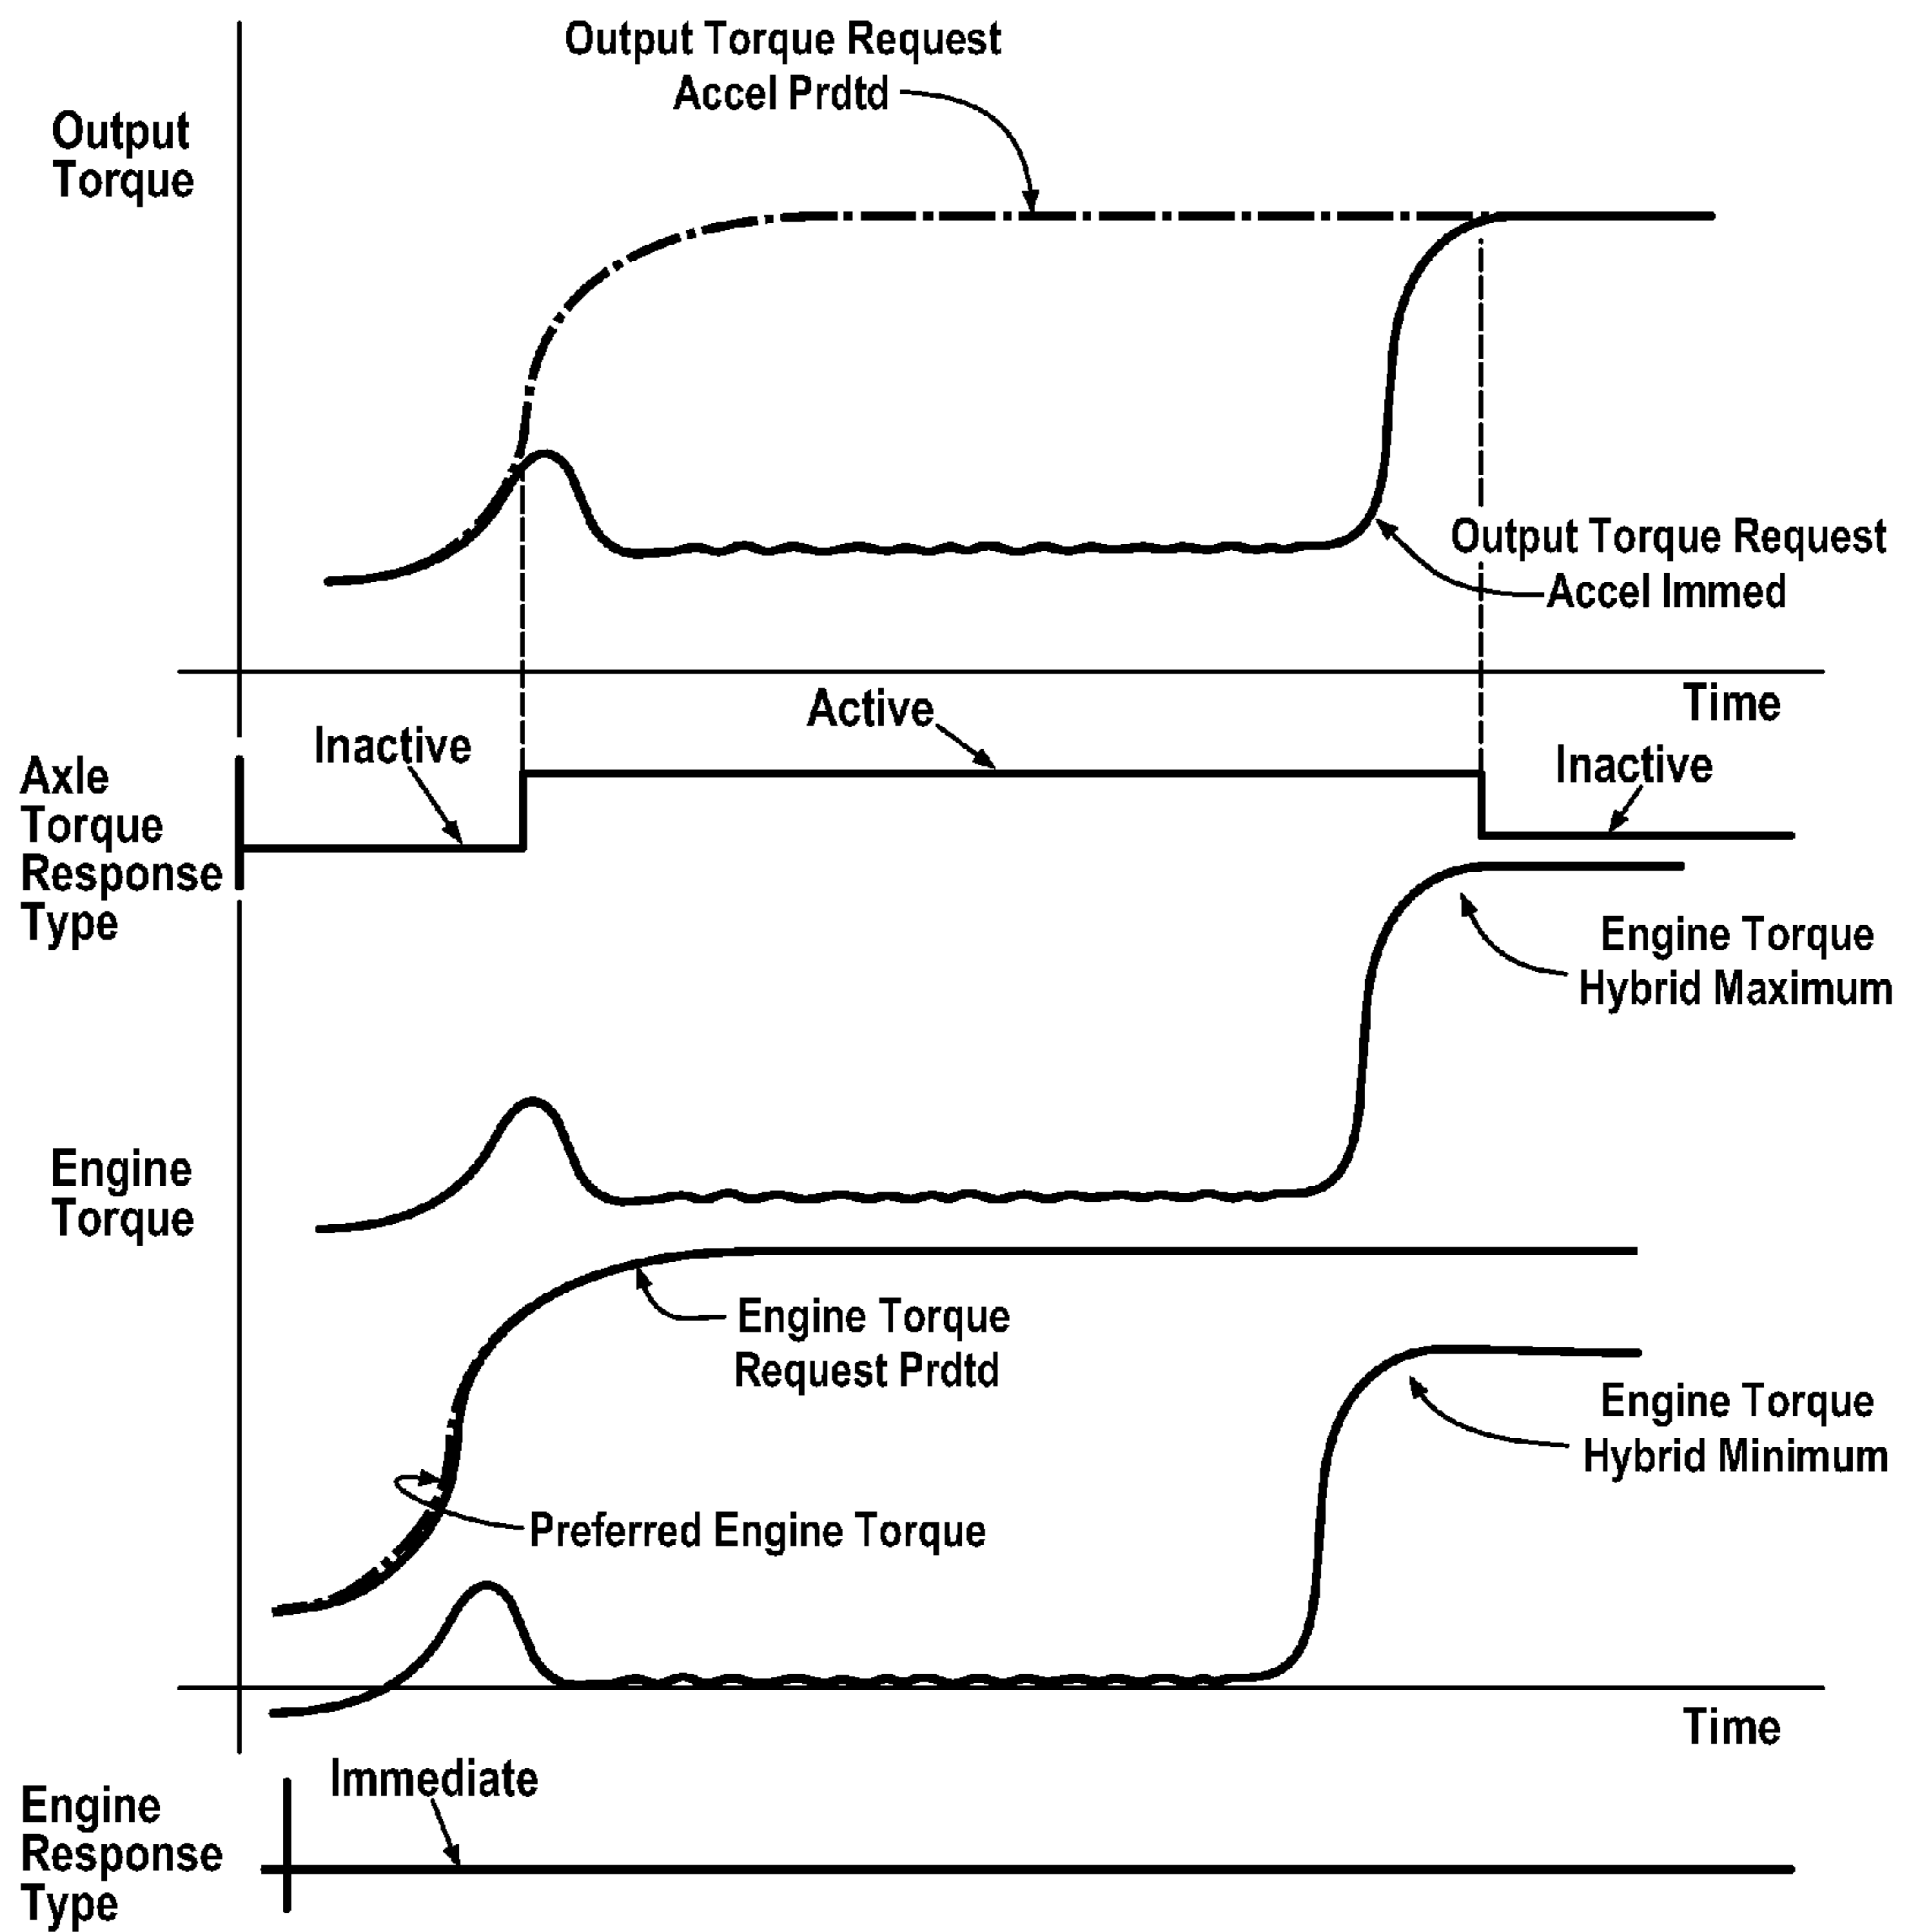 Output Torque Request
Accel Prdtd
Output
Torque
Output Torque Request
Accel Immed
Time
Active
Inactive
Inactive
Axle
Torque
Response
Type
Engine Torque
Hybrid Maximum
Engine
Torque
Engine Torque
Request Prdtd
Engine Torque
Hybrid Minimum
Preferred Engine Torque
Time
Immediate
Engine
Response
Type